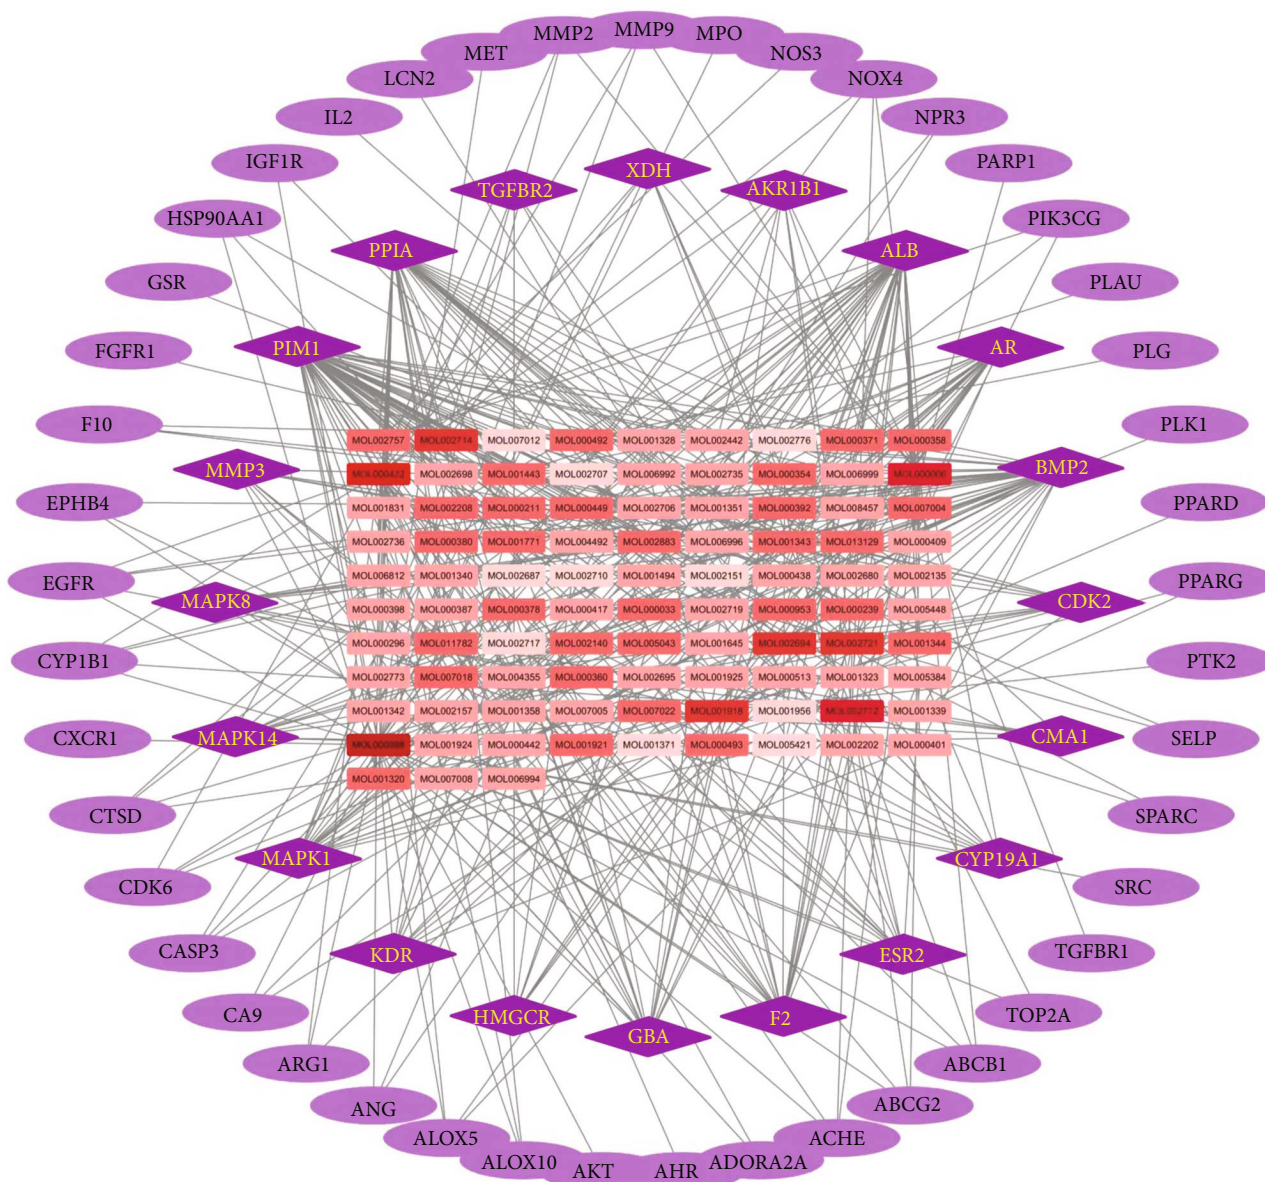 MMP2 MMP9 MPO
MET NOS3
LCN2 NOX4
IL2 NPR3
IGF1R PARP1
XDH
TGFBR2 AKR1B1
HSP90AA1 PIK3CG
PPIA ALB
GSR PLAU
PIM1 AR
FGFR1 PLG
F10 PLK1
MOL002757 MOL002714 MOL007012 MOL000492 MOL001328 MOL002442 MOL002776 MOL000371 MOL000358
MMP3 BMP2
MOL002698 MOL001443 MOL002707 MOL006992 MOL002735 MOL000354 MOL006999 MOL000006
EPHB4 PPARD
MOL001831 MOL002208 MOL000211 MOL000449 MOL002706 MOL001351 MOL000392 MOL008457 MOL007004
MOL002736 MOL000380 MOL001771 MOL004492 MOL002883 MOL006996 MOL001343 MOL013129 MOL000409
EGFR PPARG
MOL006812 MOL001340 MOL002687 MOL002710 MOL001494 MOL002151 MOL000438 MOL002680 MOL002135
MAPK8 CDK2
MOL000398 MOL000387 MOL000378 MOL000417 MOL000033 MOL002719 MOL000953 MOL000239 MOL005448
MOL000296 MOL011782 MOL002717 MOL002140 MOL005043 MOL001645 MOL002694 MOL002721 MOL001344
CYP1B1 PTK2
MOL002773 MOL007018 MOL004355 MOL000360 MOL002695 MOL001925 MOL000513 MOL001323 MOL005384
MOL001342 MOL002157 MOL001358 MOL007005 MOL007022 MOL001918 MOL001956 MOL001339
CXCR1 MAPK14 CMA1 SELP
MOL001924 MOL000442 MOL001921 MOL001371 MOL000493 MOL005421 MOL002202 MOL000401
MOL001320 MOL007008 MOL006994
CTSD SPARC
MAPK1 CYP19A1
CDK6 SRC
CASP3 KDR ESR2 TGFBR1
CA9 HMGCR GBA F2 TOP2A
ARG1 ABCB1
ANG ABCG2
ALOX5 ACHE
ALOX10 AKT AHR ADORA2A